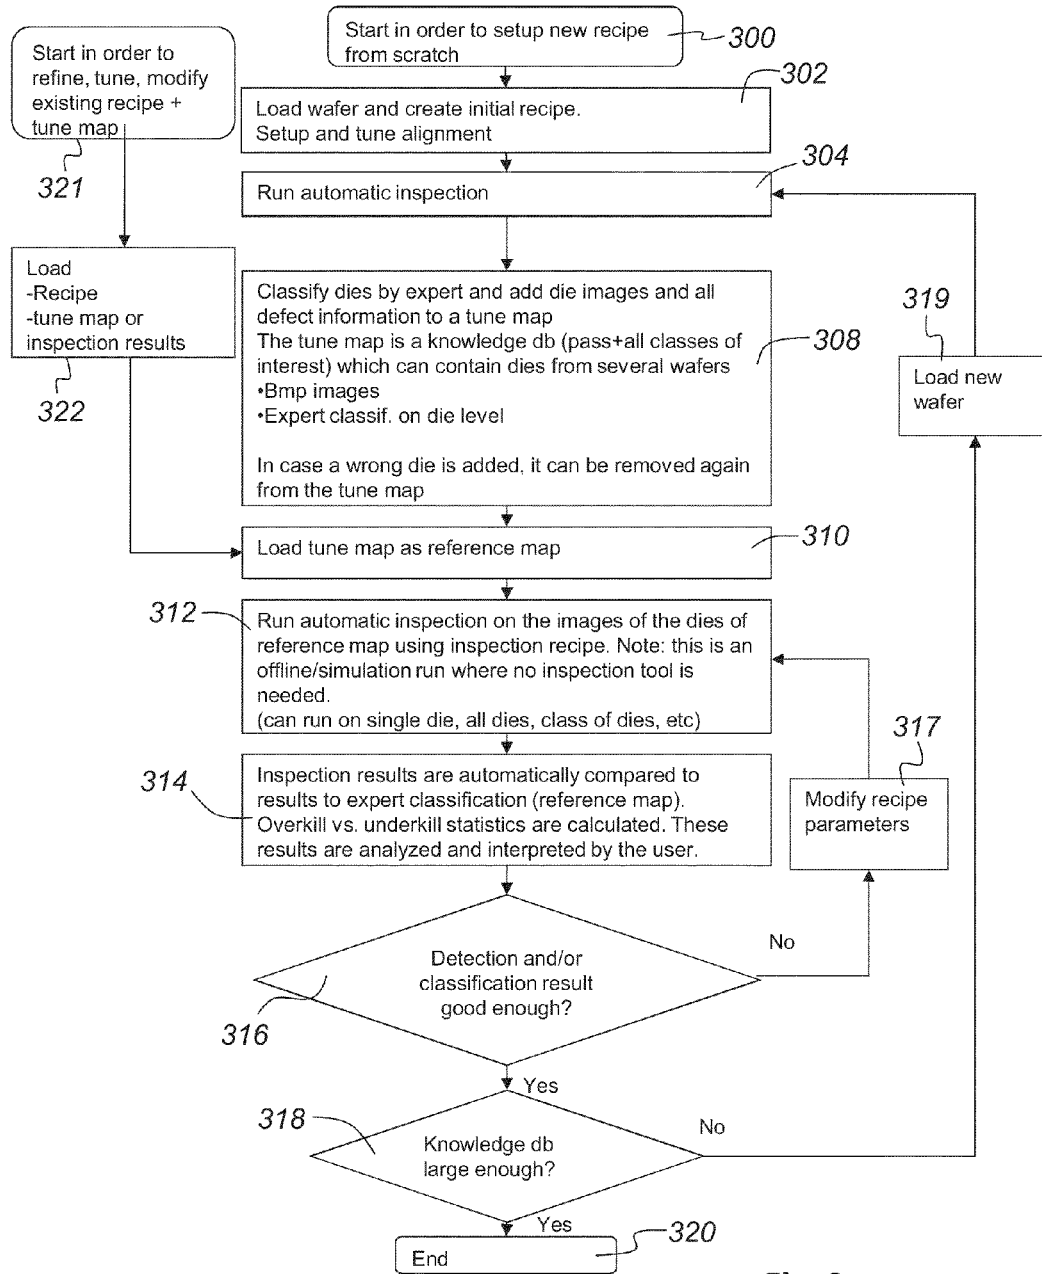 Start in order to setup new recipe
from scratch
300
Start in order to
refine, tune, modify
existing recipe +
tune map
321
302
Load wafer and create initial recipe.
Setup and tune alignment
304
Run automatic inspection
Load
-Recipe
-tune map or
inspection results
322
Classify dies by expert and add die images and all
defect information to a tune map
The tune map is a knowledge db (pass+all classes of
interest) which can contain dies from several wafers
•Bmp images
•Expert classif. on die level
In case a wrong die is added, it can be removed again
from the tune map
308
319
Load new
wafer
Load tune map as reference map
310
312
Run automatic inspection on the images of the dies of
reference map using inspection recipe. Note: this is an
offline/simulation run where no inspection tool is
needed.
(can run on single die, all dies, class of dies, etc)
317
Modify recipe
parameters
314
Inspection results are automatically compared to
results to expert classification (reference map).
Overkill vs. underkill statistics are calculated. These
results are analyzed and interpreted by the user.
Detection and/or
classification result
good enough?
No
316
Yes
318
Knowledge db
large enough?
No
Yes
End
320